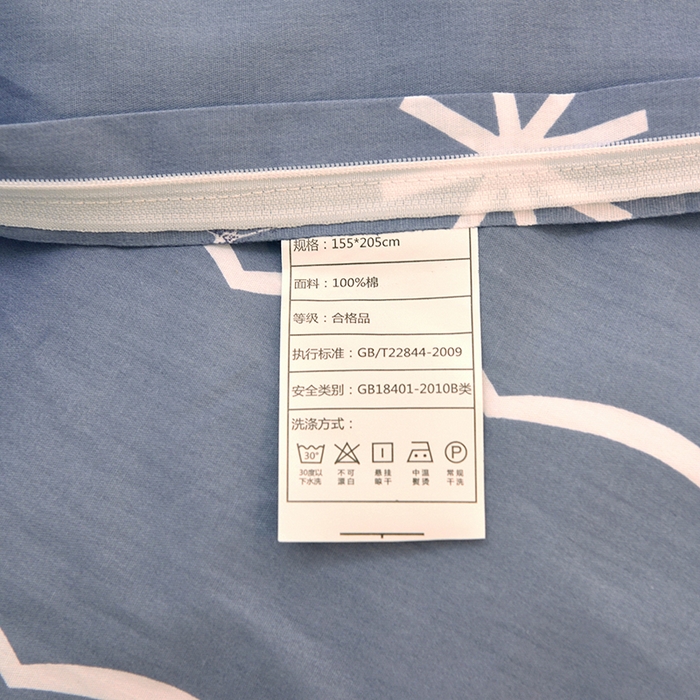 规格：155*205cm
面料：100%棉
等级：合格品
执行标准：GB/T22844-2009
安全类别：GB18401-2010B类
洗涤方式：
30° P
30度以 不可 悬挂 中温 常规
下水洗 漂白 晾干 熨烫 干洗